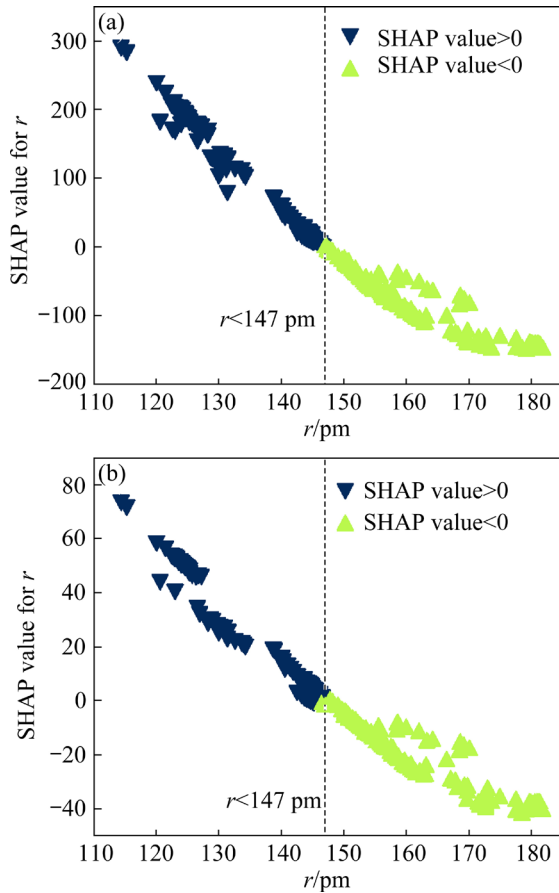 (a)
SHAP value>0
SHAP value<0
300
200
100
0
−100
−200
SHAP value for r
r<147 pm
110 120 130 140 150 160 170 180
r/pm
(b)
SHAP value>0
SHAP value<0
80
60
40
20
0
−20
−40
SHAP value for r
r<147 pm
110 120 130 140 150 160 170 180
r/pm